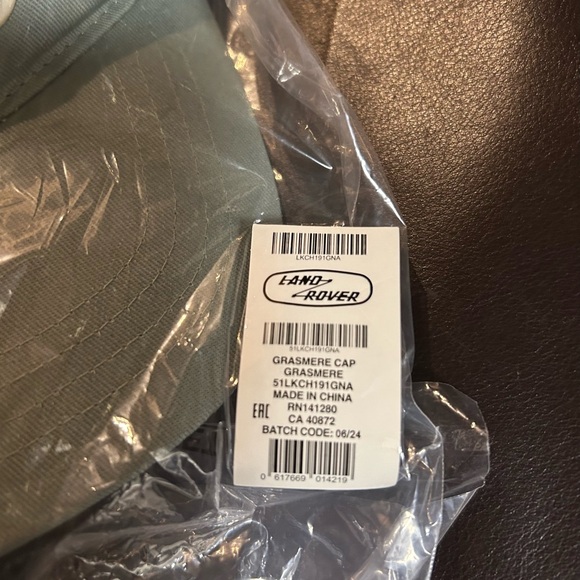 LKCH191GNA
LAND
ROVER
51LKCH191GNA
GRASMERE CAP
GRASMERE
51LKCH191GNA
MADE IN CHINA
RN141280
EAC CA 40872
BATCH CODE: 06/24
0 617669 014219